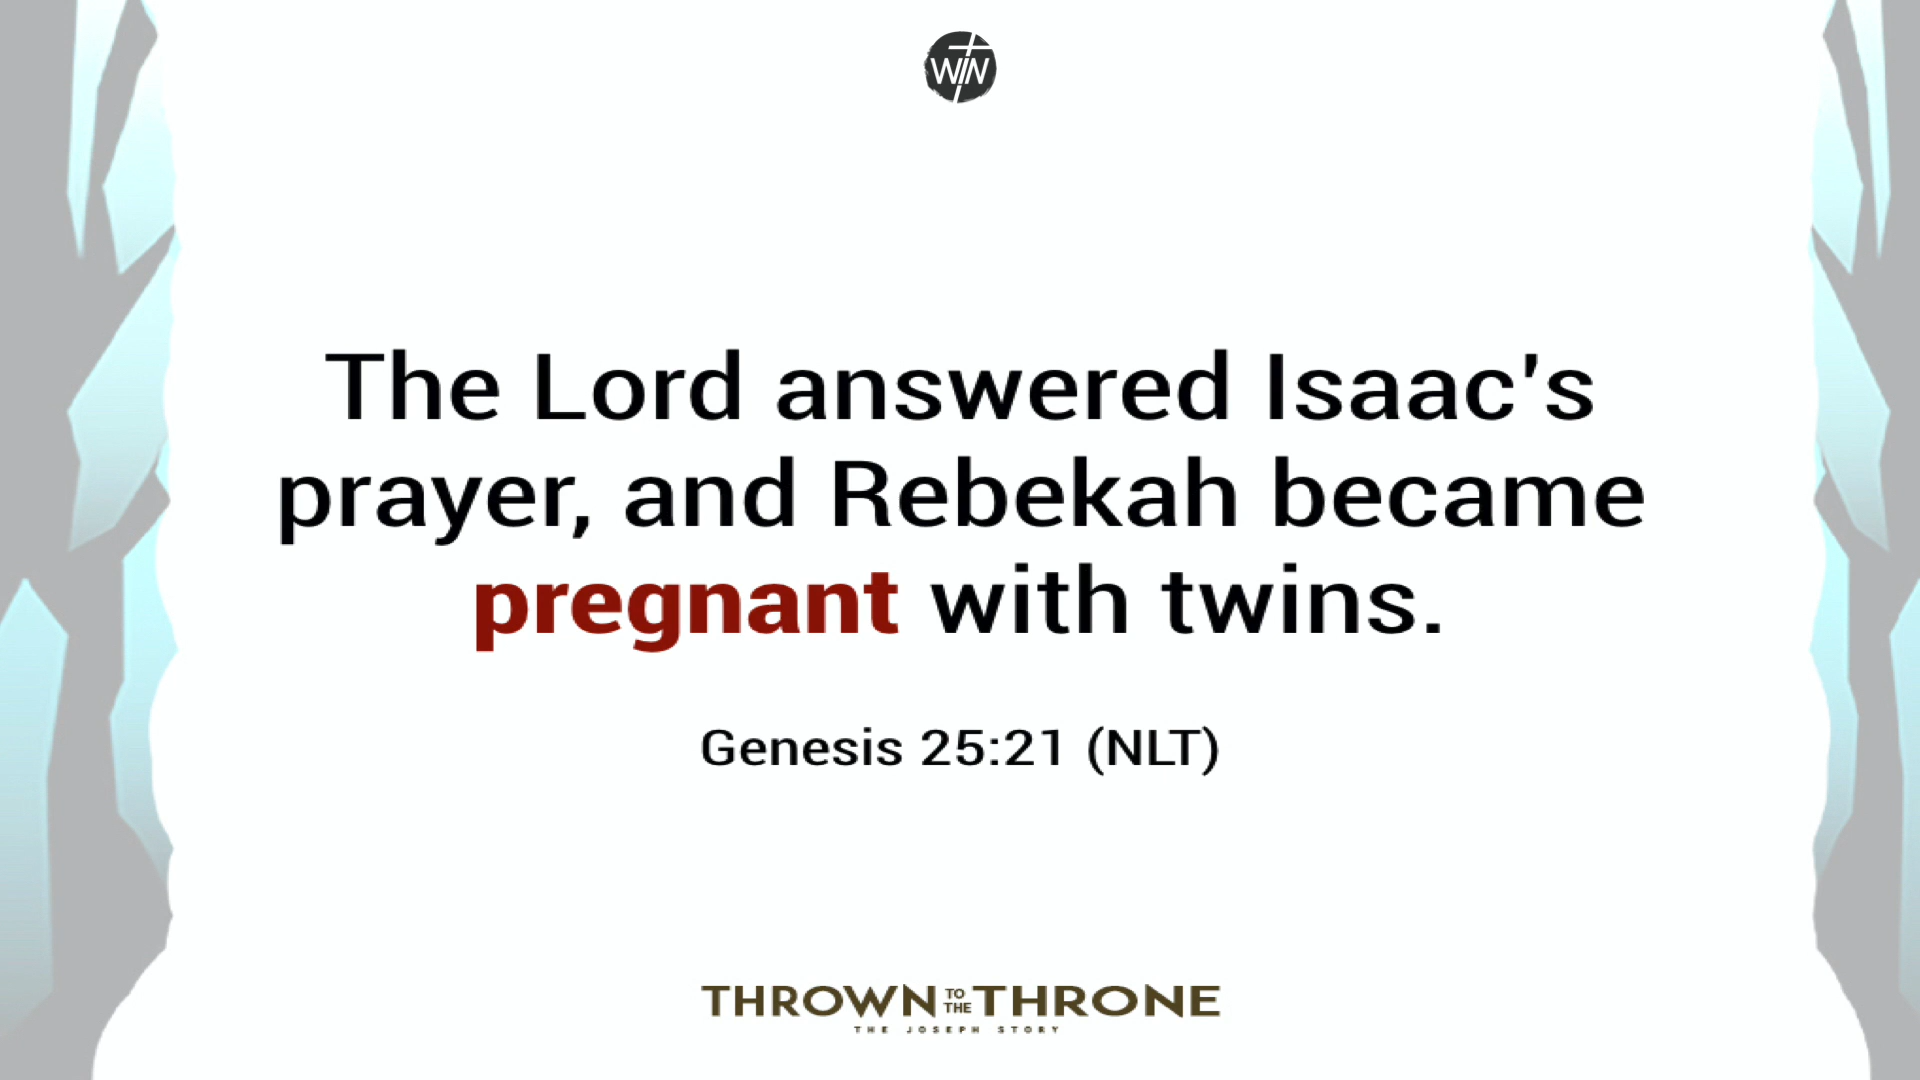 WIN
The Lord answered Isaac's
prayer, and Rebekah became
pregnant with twins.
Genesis 25:21 (NLT)
THROWN TO THE THRONE
THE JOSEPH STORY